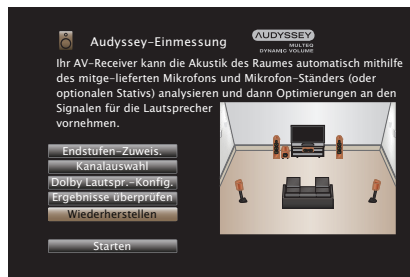 Audyssey-Einmessung
AUDYSSEY
MULTEQ
DYNAMIC VOLUME
Ihr AV-Receiver kann die Akustik des Raumes automatisch mithilfe
des mitge-lieferten Mikrofons und Mikrofon-Ständers (oder
optionalen Stativs) analysieren und dann Optimierungen an den
Signalen für die Lautsprecher
vornehmen.
Endstufen-Zuweis.
Kanalauswahl
Dolby Lautspr.-Konfig.
Ergebnisse überprüfen
Wiederherstellen
Starten